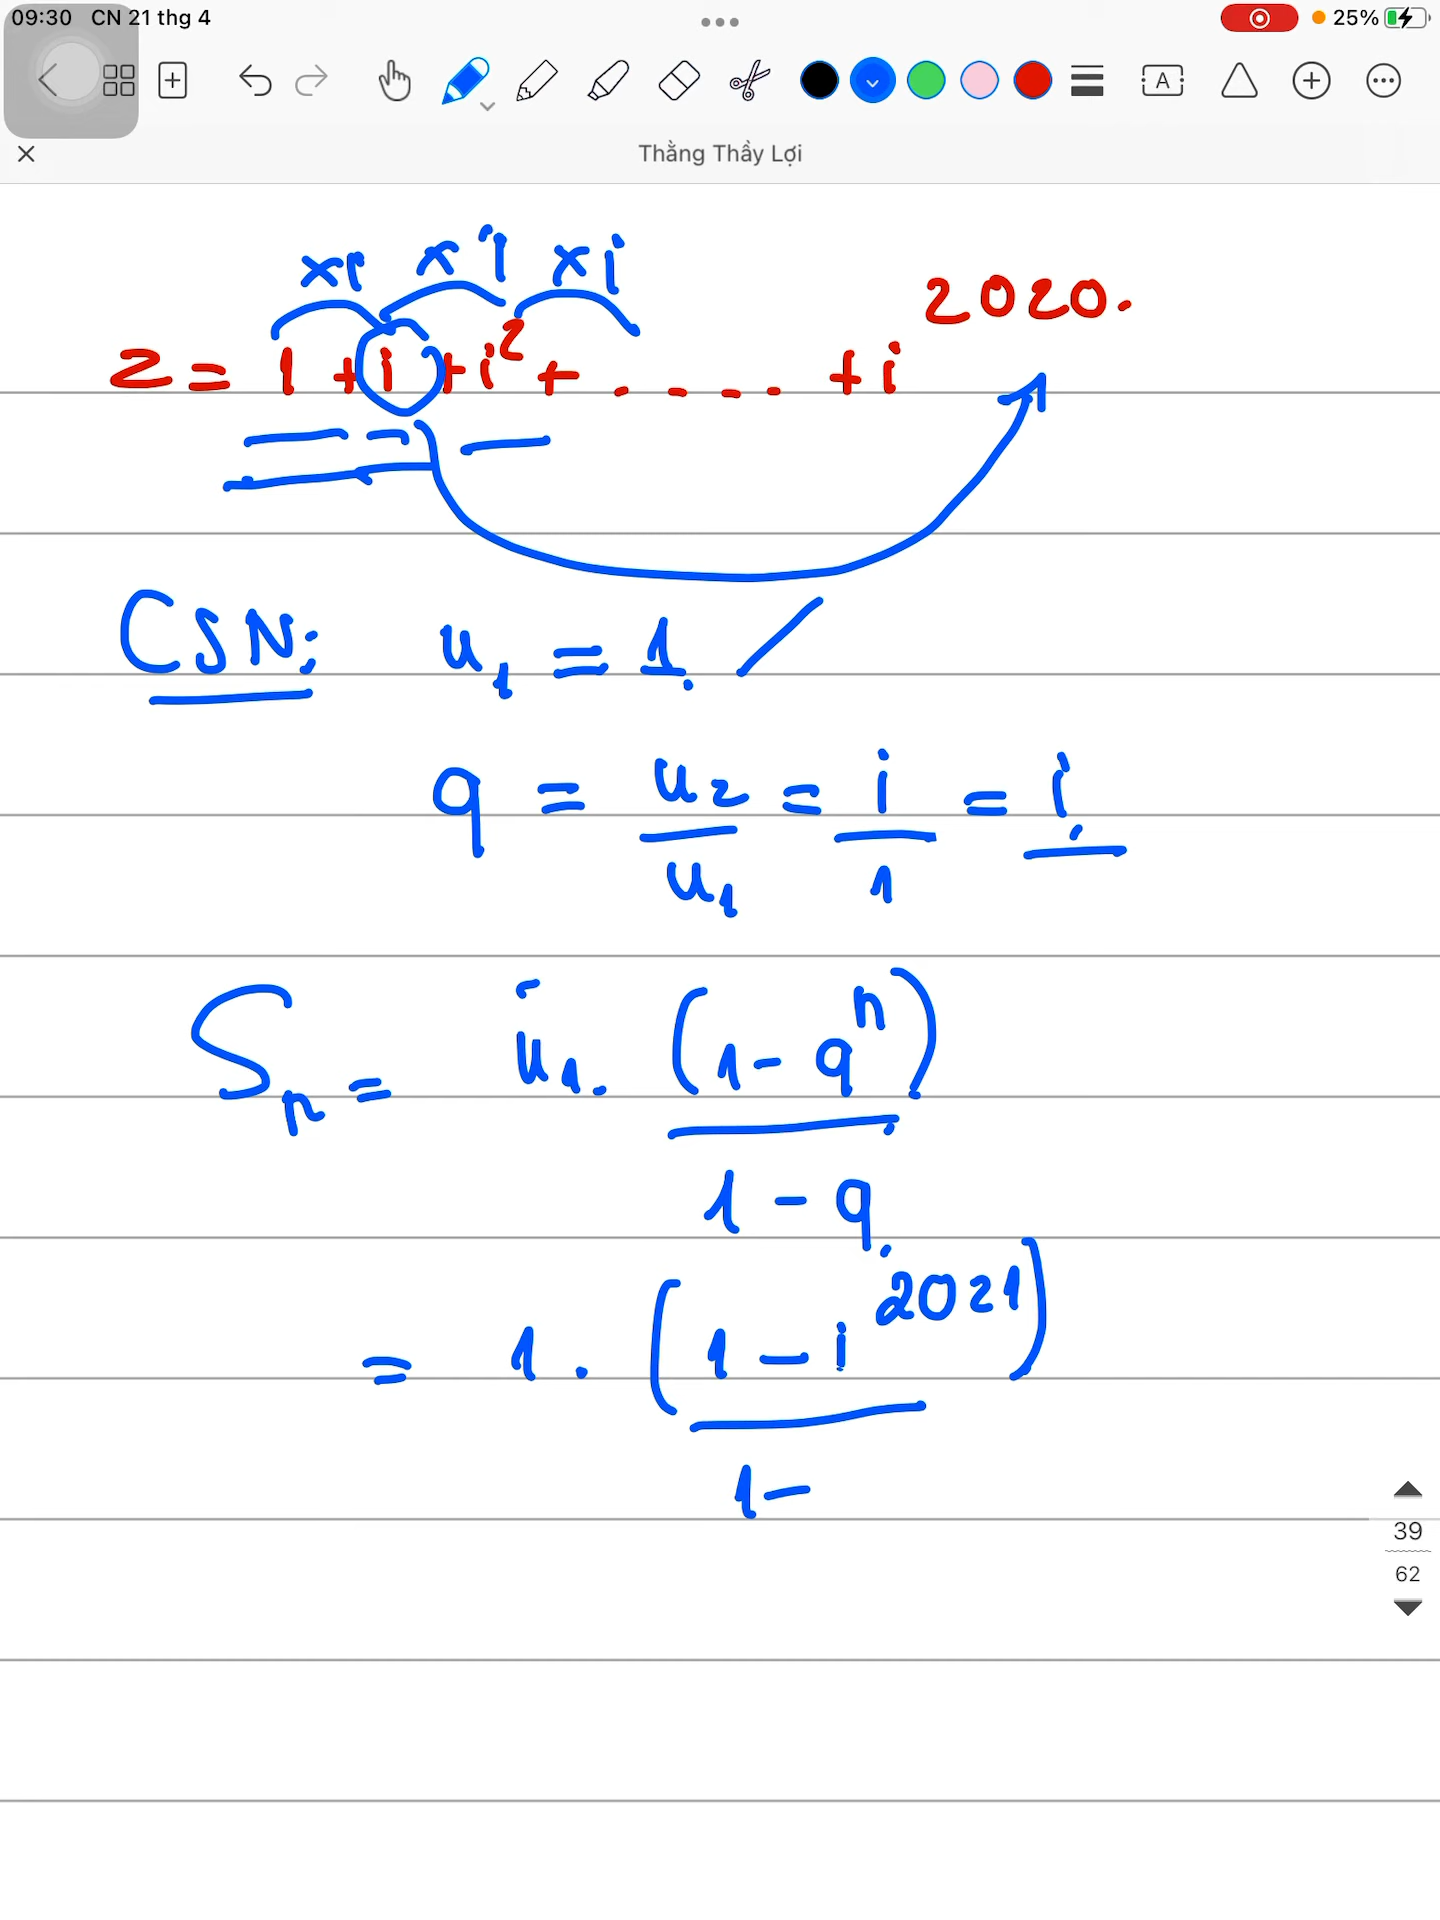 09:30 CN 21 thg 4
25%
A
Thằng Thầy Lợi
xi xi xi
z = 1 + i + i² + ..... + i²⁰²⁰.
CSN: u₁ = 1.
q = u₂/u₁ = i/1 = i
Sₙ = u₁. (1 - qⁿ)/(1 - q)
= 1. (1 - i²⁰²¹)/(1 -
39
62